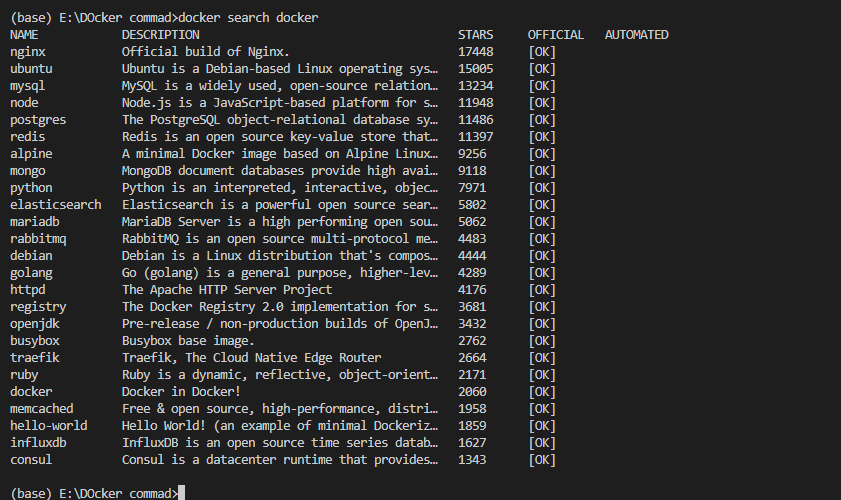 (base) E:\DOcker commad>docker search docker
NAME DESCRIPTION STARS OFFICIAL AUTOMATED
nginx Official build of Nginx. 17448 [OK]
ubuntu Ubuntu is a Debian-based Linux operating sys… 15005 [OK]
mysql MySQL is a widely used, open-source relation… 13234 [OK]
node Node.js is a JavaScript-based platform for s… 11948 [OK]
postgres The PostgreSQL object-relational database sy… 11486 [OK]
redis Redis is an open source key-value store that… 11397 [OK]
alpine A minimal Docker image based on Alpine Linux… 9256 [OK]
mongo MongoDB document databases provide high avai… 9118 [OK]
python Python is an interpreted, interactive, objec… 7971 [OK]
elasticsearch Elasticsearch is a powerful open source sear… 5802 [OK]
mariadb MariaDB Server is a high performing open sou… 5062 [OK]
rabbitmq RabbitMQ is an open source multi-protocol me… 4483 [OK]
debian Debian is a Linux distribution that's compos… 4444 [OK]
golang Go (golang) is a general purpose, higher-lev… 4289 [OK]
httpd The Apache HTTP Server Project 4176 [OK]
registry The Docker Registry 2.0 implementation for s… 3681 [OK]
openjdk Pre-release / non-production builds of OpenJ… 3432 [OK]
busybox Busybox base image. 2762 [OK]
traefik Traefik, The Cloud Native Edge Router 2664 [OK]
ruby Ruby is a dynamic, reflective, object-orient… 2171 [OK]
docker Docker in Docker! 2060 [OK]
memcached Free & open source, high-performance, distri… 1958 [OK]
hello-world Hello World! (an example of minimal Dockeriz… 1859 [OK]
influxdb InfluxDB is an open source time series datab… 1627 [OK]
consul Consul is a datacenter runtime that provides… 1343 [OK]
(base) E:\DOcker commad>